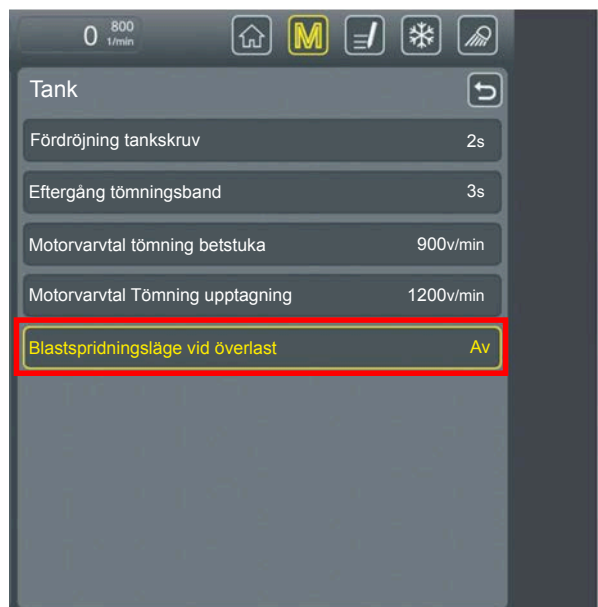 0 800 1/min
M
Tank
Fördröjning tankskruv 2s
Eftergång tömningsband 3s
Motorvarvtal tömning betstuka 900v/min
Motorvarvtal Tömning upptagning 1200v/min
Blastspridningsläge vid överlast Av